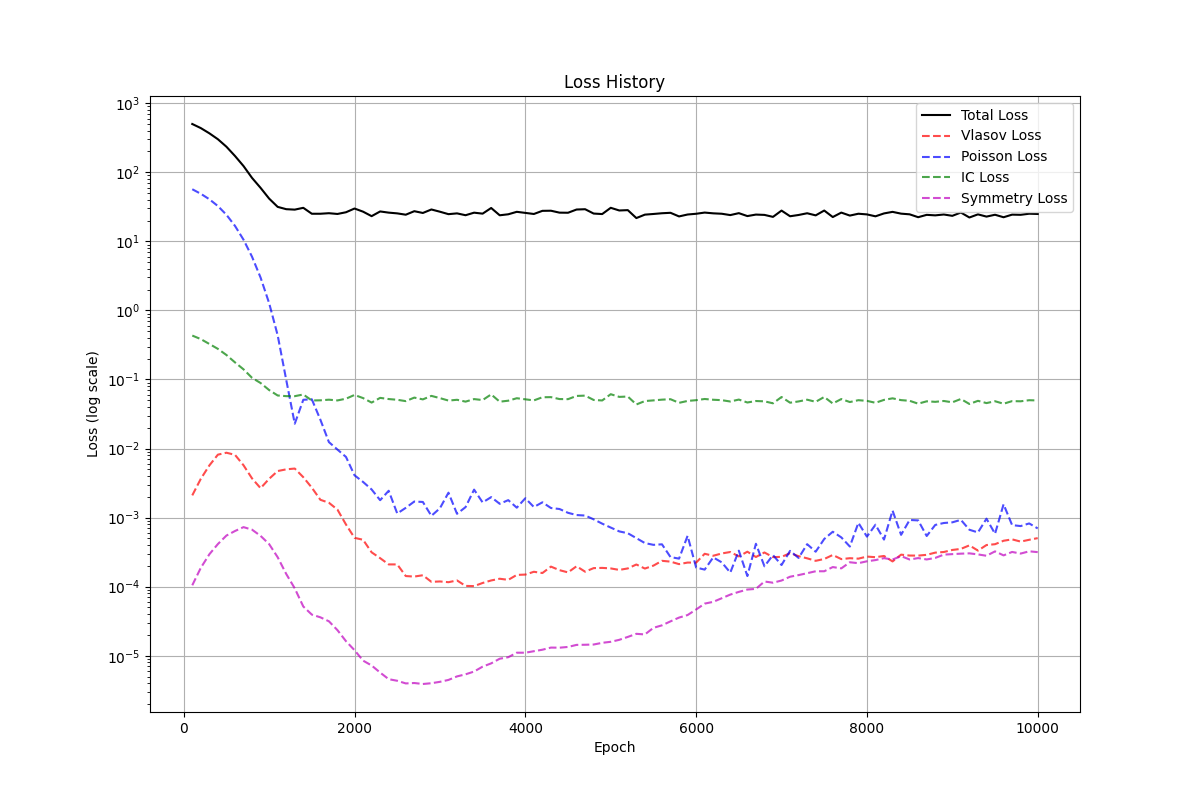 Loss History
Loss (log scale)
10³
10²
10¹
10⁰
10⁻¹
10⁻²
10⁻³
10⁻⁴
10⁻⁵
Total Loss
Vlasov Loss
Poisson Loss
IC Loss
Symmetry Loss
0 2000 4000 6000 8000 10000
Epoch